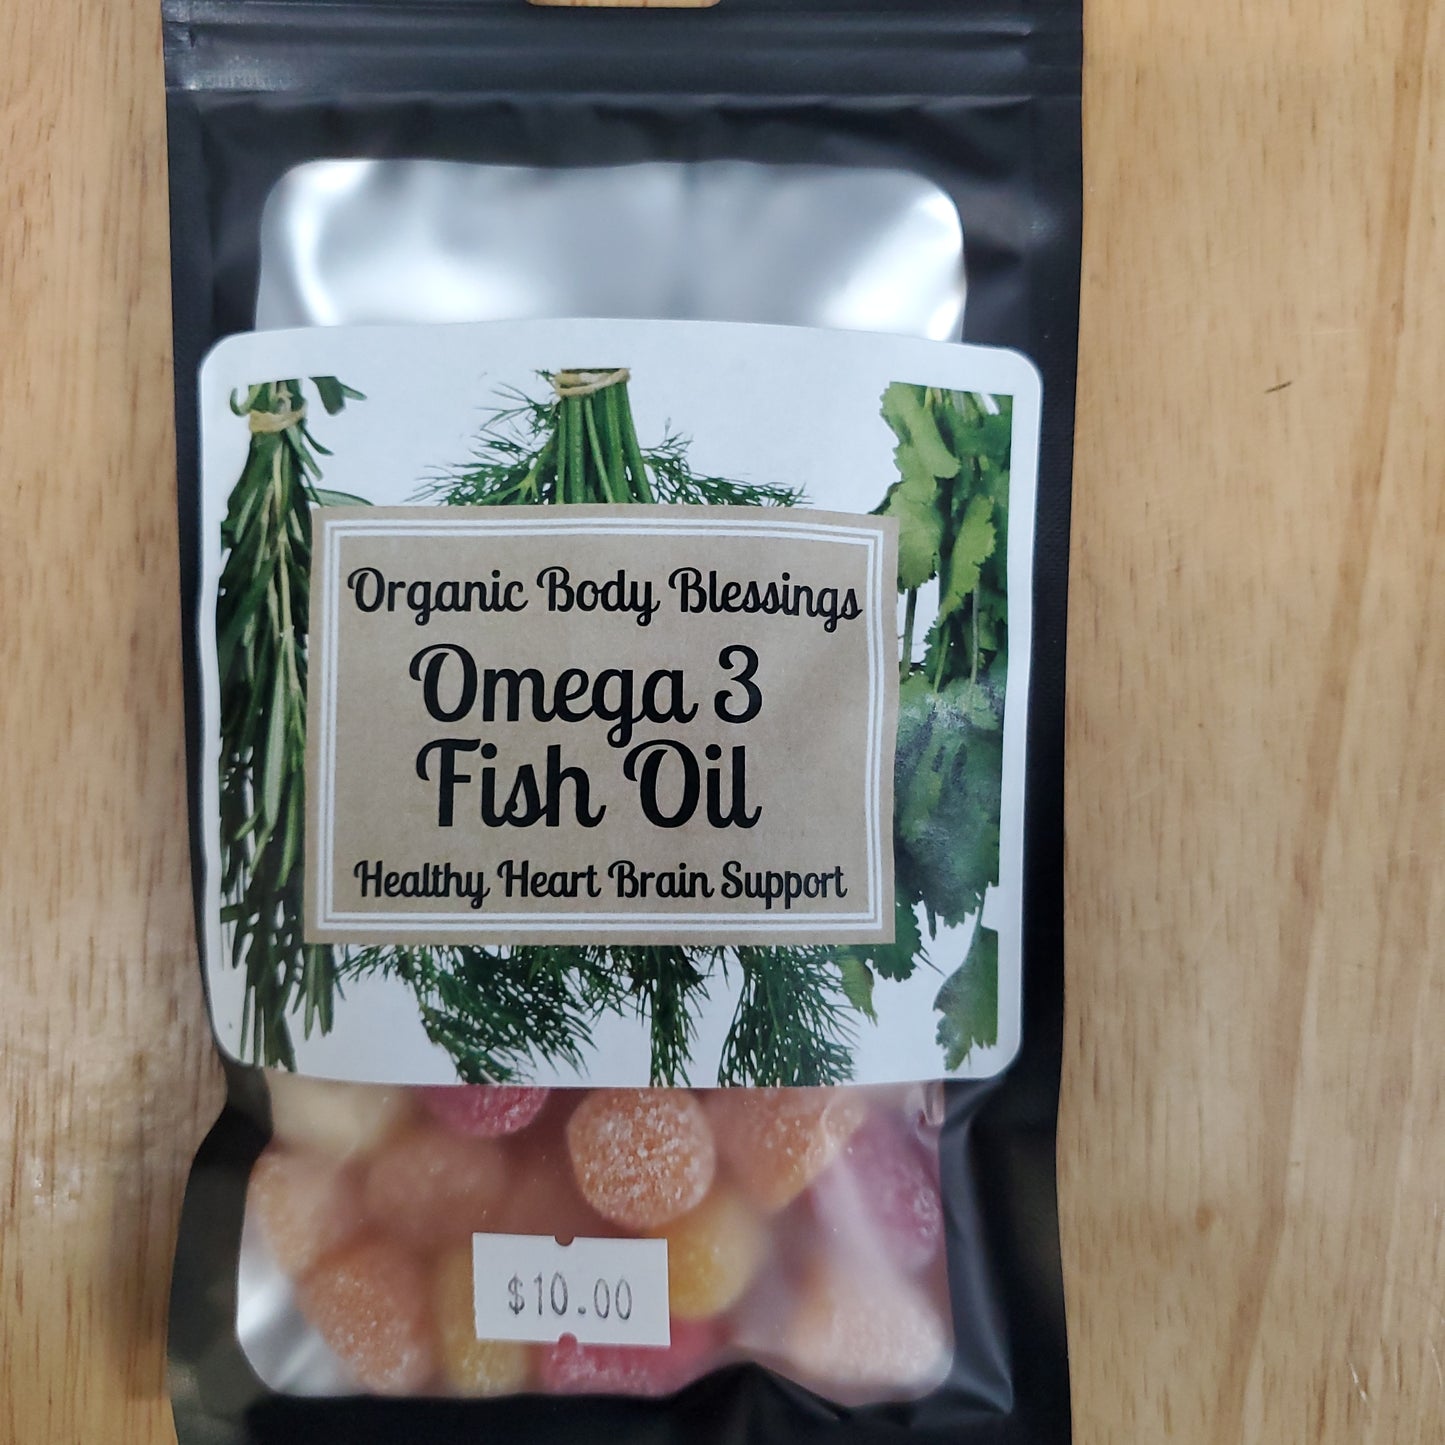 Organic Body Blessings
Omega 3
Fish Oil
Healthy Heart Brain Support
$10.00